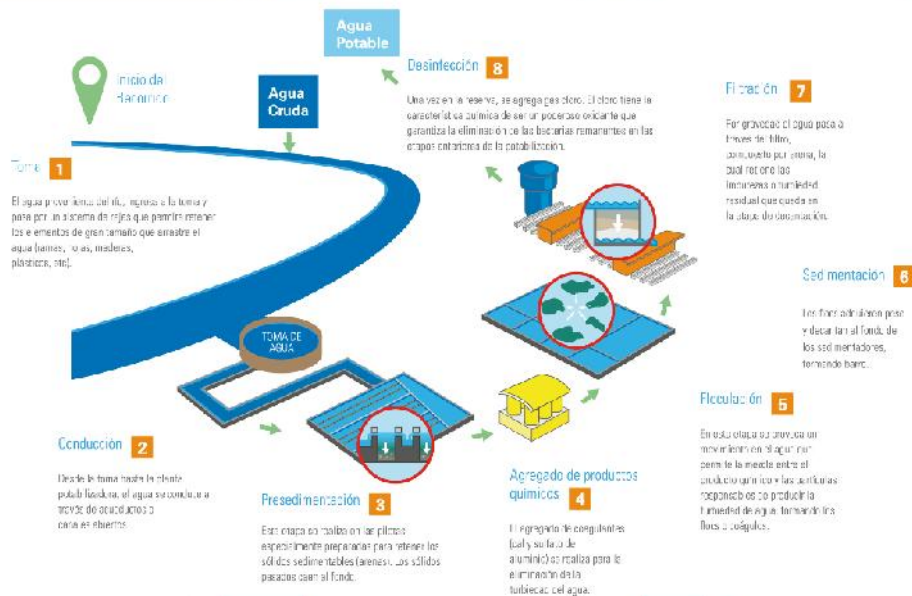 Inicio del
Recorrido
Agua
Potable
Agua
Cruda
Toma 1
El agua proveniente del río, ingresa a la toma y
pasa por un sistema de rejas que permite retener
los elementos de gran tamaño que arrastre el
agua (ramas, hojas, maderas,
plásticos, etc).
TOMA DE
AGUA
Conducción 2
Desde la toma hasta la planta
potabilizadora, el agua se conduce a
través de acueductos o
canales abiertos.
Presedimentación 3
Esta etapa se realiza en las piletas
especialmente preparadas para retener los
sólidos sedimentables (arenas). Los sólidos
pesados caen al fondo.
Agregado de productos
químicos 4
El agregado de coagulantes
(cal y sulfato de
aluminio) se realiza para la
eliminación de la
turbiedad del agua.
Floculación 5
En esta etapa se provoca un
movimiento en el agua que
permite la mezcla entre el
producto químico y las partículas
responsables de producir la
turbiedad de agua, formando los
flocs o coágulos.
Sedimentación 6
Los flocs adquieren peso
y decantan al fondo de
los sedimentadores,
formando barro.
Filtración 7
Por gravedad el agua pasa a
través del filtro,
compuesto por arena, la
cual retiene las
impurezas o turbiedad
residual que queda en
la etapa de decantación.
Desinfección 8
Una vez en la reserva, se agrega gas cloro. El cloro tiene la
característica química de ser un poderoso oxidante que
garantiza la eliminación de las bacterias remanentes en las
etapas anteriores de la potabilización.